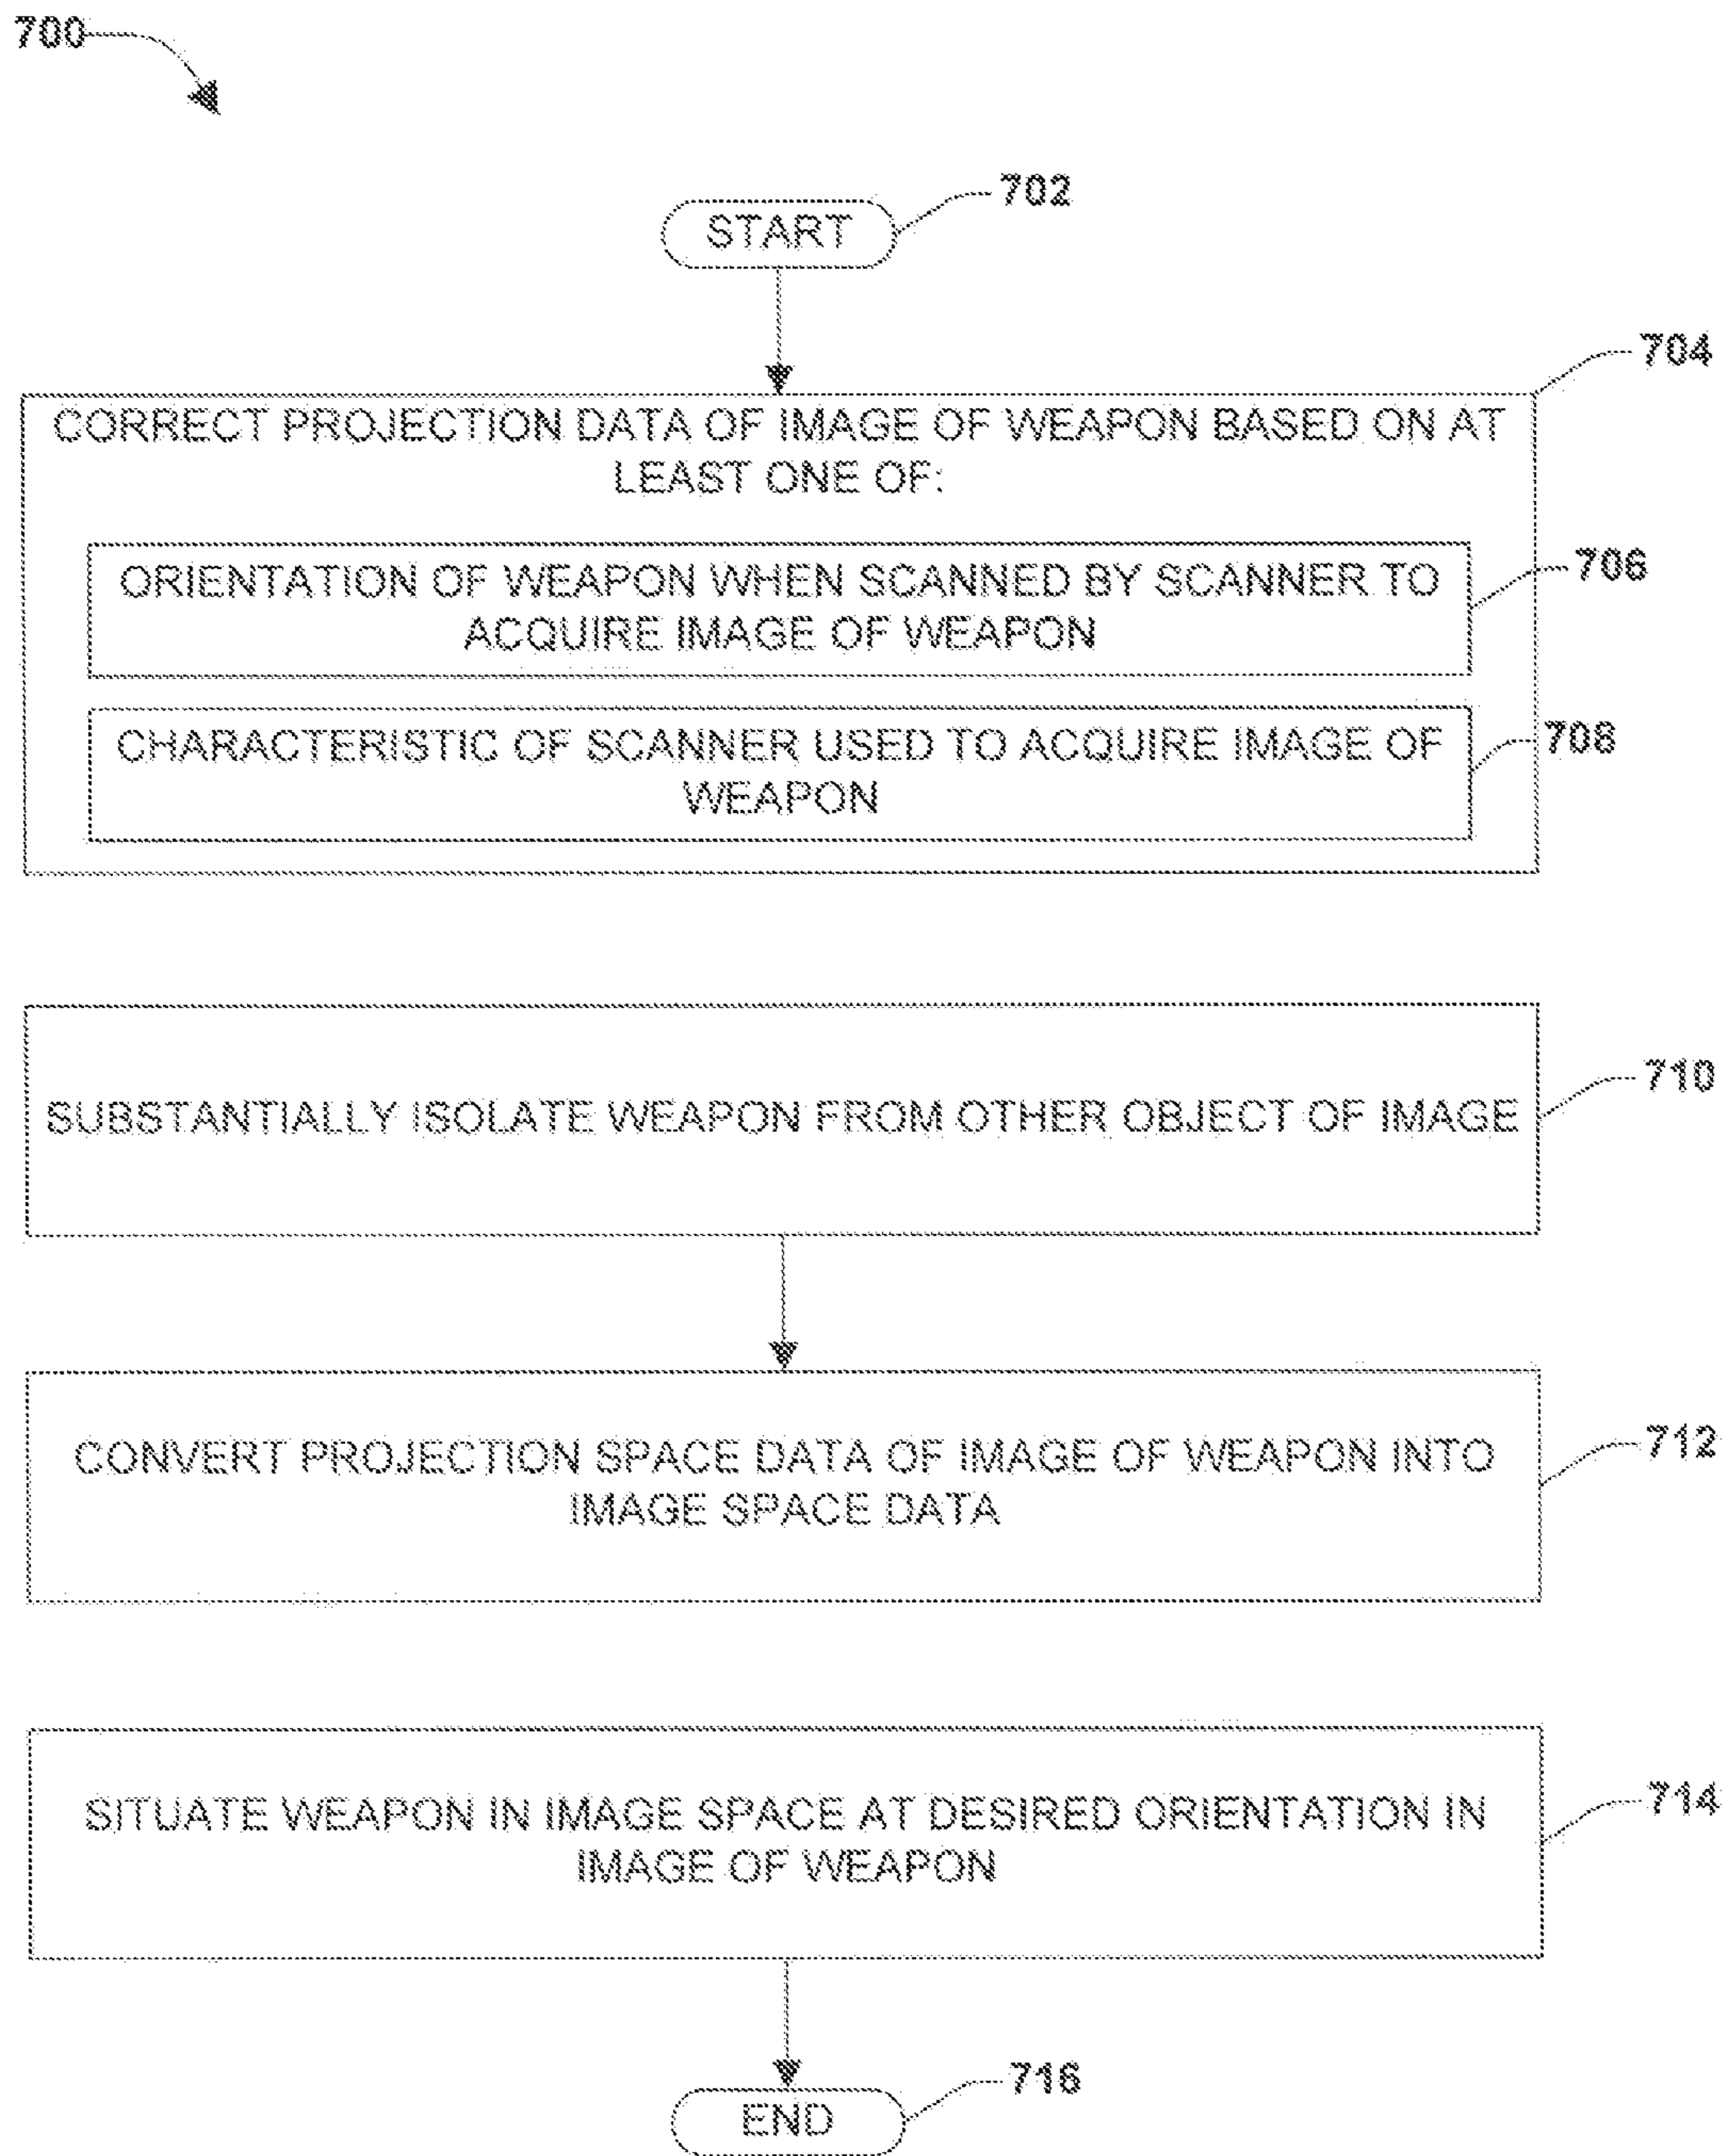 700
702
START
704
CORRECT PROJECTION DATA OF IMAGE OF WEAPON BASED ON AT
LEAST ONE OF:
706
ORIENTATION OF WEAPON WHEN SCANNED BY SCANNER TO
ACQUIRE IMAGE OF WEAPON
708
CHARACTERISTIC OF SCANNER USED TO ACQUIRE IMAGE OF
WEAPON
710
SUBSTANTIALLY ISOLATE WEAPON FROM OTHER OBJECT OF IMAGE
712
CONVERT PROJECTION SPACE DATA OF IMAGE OF WEAPON INTO
IMAGE SPACE DATA
714
SITUATE WEAPON IN IMAGE SPACE AT DESIRED ORIENTATION IN
IMAGE OF WEAPON
716
END